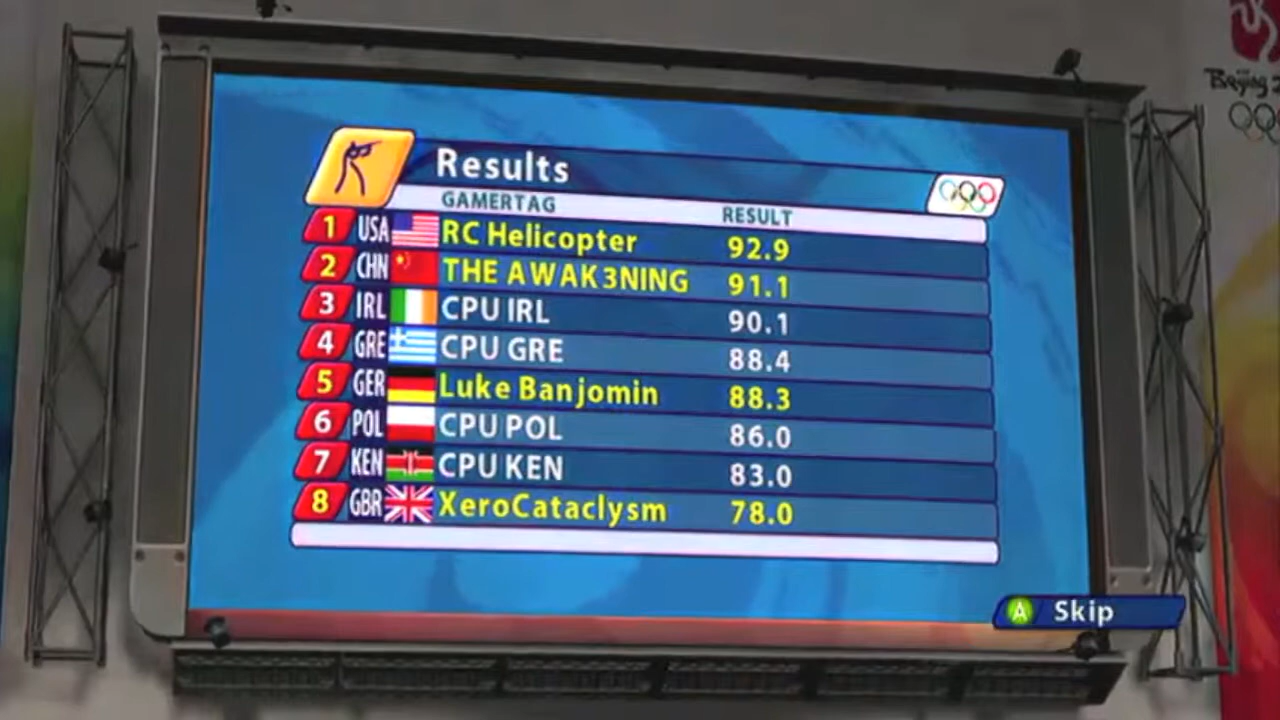 Beijing 2
Results
GAMERTAG RESULT
1 USA RC Helicopter 92.9
2 CHN THE AWAK3NING 91.1
3 IRL CPU IRL 90.1
4 GRE CPU GRE 88.4
5 GER Luke Banjomin 88.3
6 POL CPU POL 86.0
7 KEN CPU KEN 83.0
8 GBR XeroCataclysm 78.0
A Skip